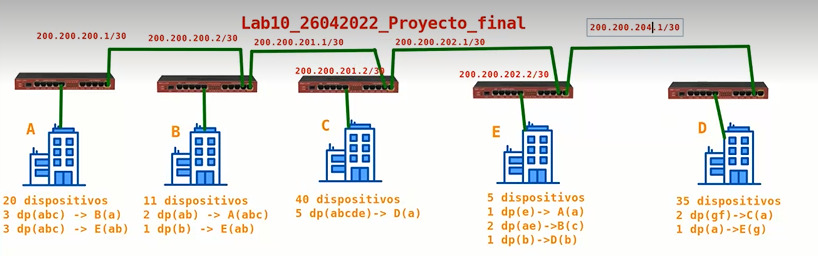 Lab10_26042022_Proyecto_final
200.200.200.1/30
200.200.200.2/30
200.200.201.1/30
200.200.202.1/30
200.200.204.1/30
200.200.201.2/30
200.200.202.2/30
A
B
C
E
D
20 dispositivos
3 dp(abc) -> B(a)
3 dp(abc) -> E(ab)
11 dispositivos
2 dp(ab) -> A(abc)
1 dp(b) -> E(ab)
40 dispositivos
5 dp(abcde)-> D(a)
5 dispositivos
1 dp(e)-> A(a)
2 dp(ae)->B(c)
1 dp(b)->D(b)
35 dispositivos
2 dp(gf)->C(a)
1 dp(a)->E(g)